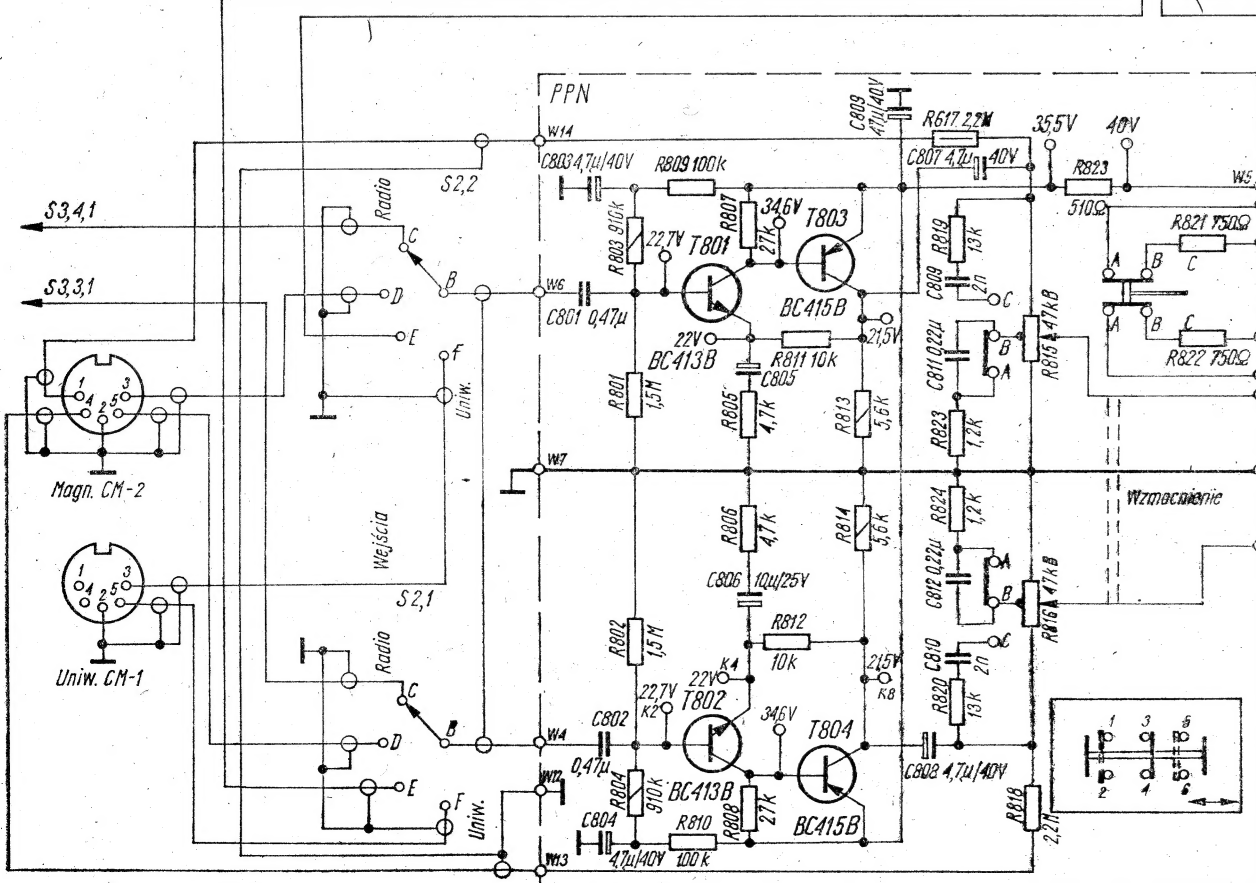 PPN
W14
C809
47µ/40V
R617 2,2M
35,5V
40V
C803 4,7µ/40V
R809 100k
C807 4,7µ 40V
R823
510Ω
W5
S2,2
Radio
S3,4,1
C
S3,3,1
D
B
E
F
Uniw.
W6
C801 0,47µ
R803 910k
22,7V
T801
R807
27k
34,6V
T803
BC415B
22V
BC413B
R811 10k
21,5V
C805
R801
1,5M
R805
4,7k
R813
5,6k
R819
13k
C809
2n
C
C811 0,22µ
B
A
R815 47kB
R823
1,2k
A
B
R821 750Ω
C
A
B
C
R822 750Ω
1
3
4
5
2
Magn. CM-2
W7
Wzmocnienie
Wejścia
1
3
4
5
2
Uniw. CM-1
S2,1
R806
4,7k
R814
5,6k
R824
1,2k
C806 10µ/25V
C812 0,22µ
A
B
R816 47kB
R802
1,5M
R812
10k
C810
2n
C
R820
13k
Radio
C
B
D
E
F
Uniw.
W4
C802
0,47µ
22,7V
K2
22V
K4
T802
34,6V
T804
21,5V
K8
BC413B
BC415B
C808 4,7µ/40V
W12
R804
910k
C804
4,7µ/40V
R810
100k
R808
27k
R818
2,2M
W13
1 3 5
2 4 6